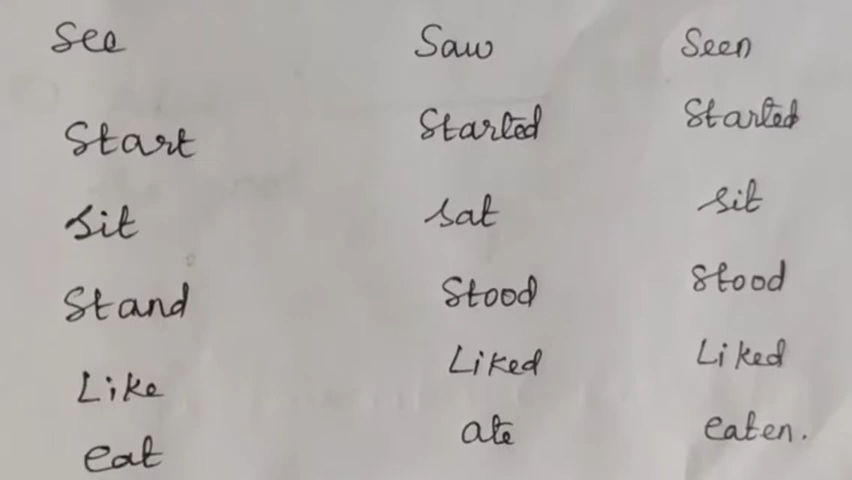 See Saw Seen
Start Started Started
sit sat sit
Stand Stood Stood
Like Liked Liked
eat ate eaten.